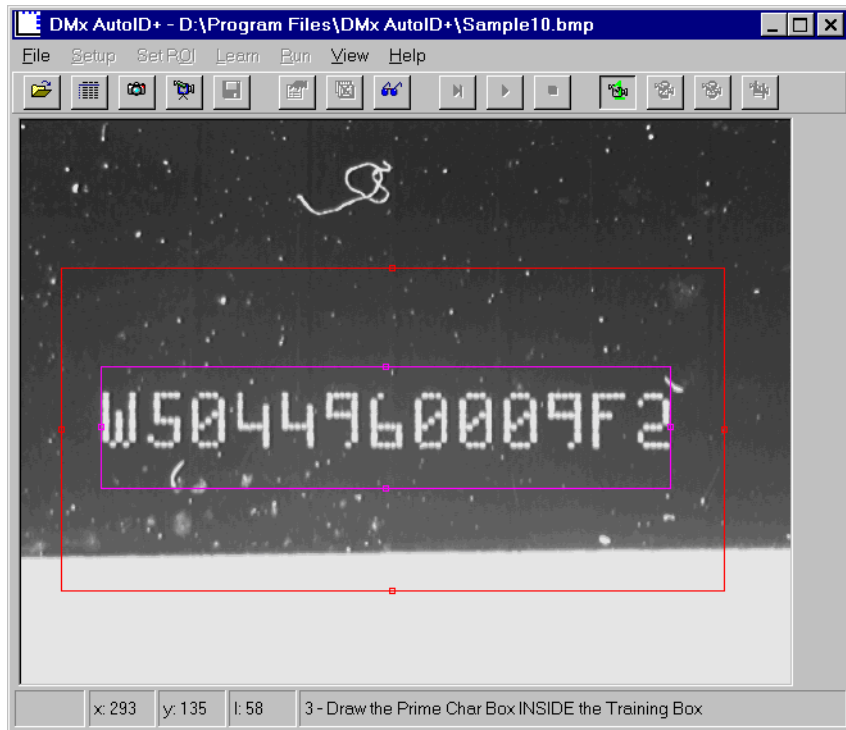 DMx AutoID+ - D:\Program Files\DMx AutoID+\Sample10.bmp
File Setup Set ROI Learn Run View Help
W5044960009F2
x: 293 y: 135 I: 58 3 - Draw the Prime Char Box INSIDE the Training Box